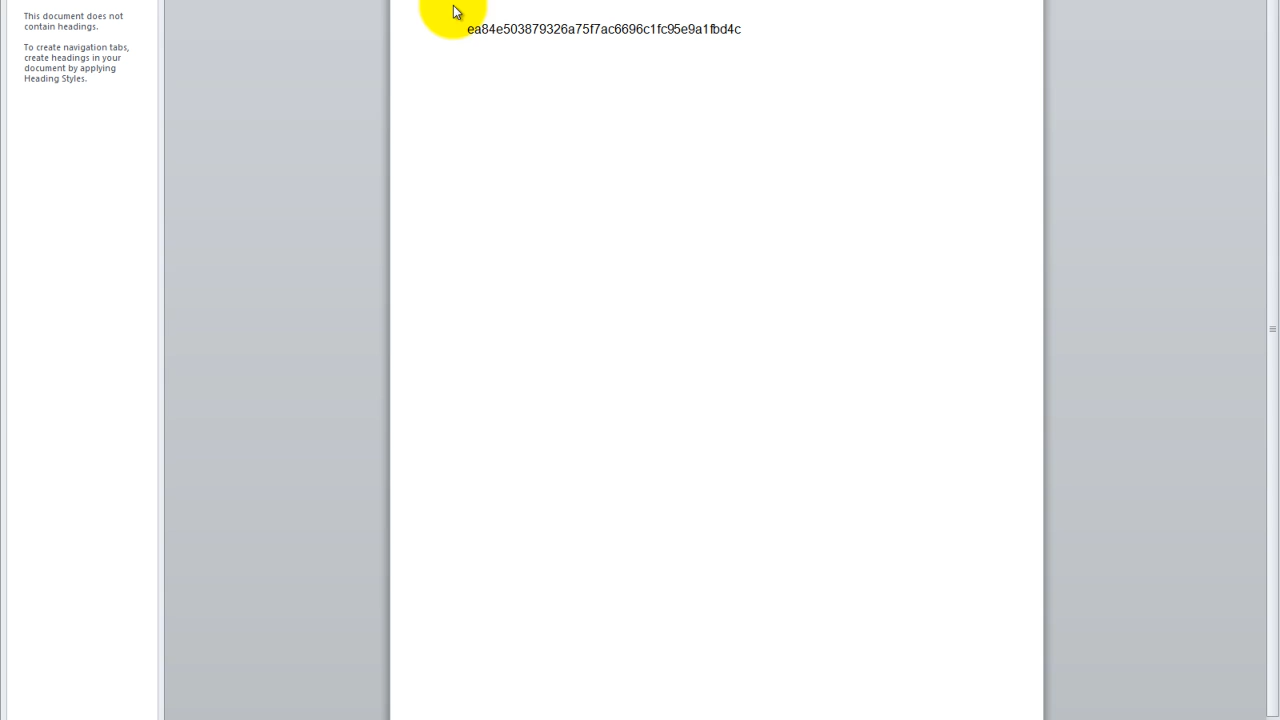 This document does not
contain headings.
To create navigation tabs,
create headings in your
document by applying
Heading Styles.
ea84e503879326a75f7ac6696c1fc95e9a1fbd4c